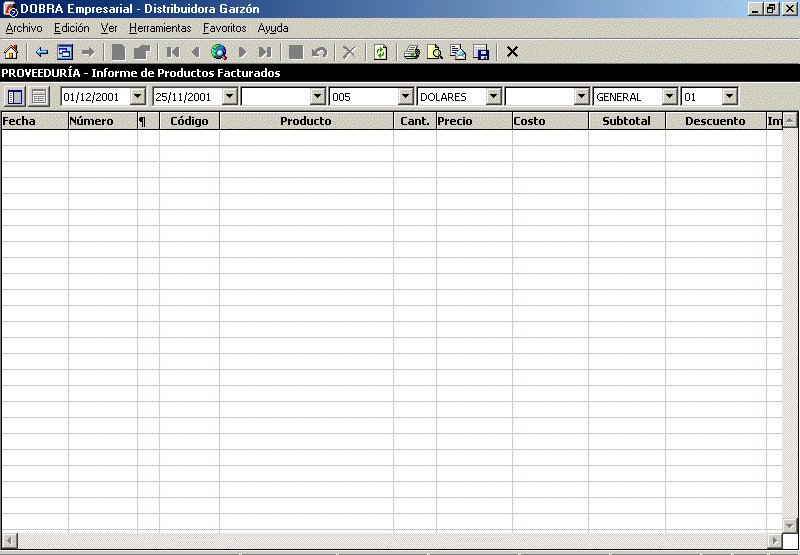 DOBRA Empresarial - Distribuidora Garzón
Archivo Edición Ver Herramientas Favoritos Ayuda
PROVEEDURÍA - Informe de Productos Facturados
01/12/2001 25/11/2001 005 DOLARES GENERAL 01
Fecha Número ¶ Código Producto Cant. Precio Costo Subtotal Descuento Im